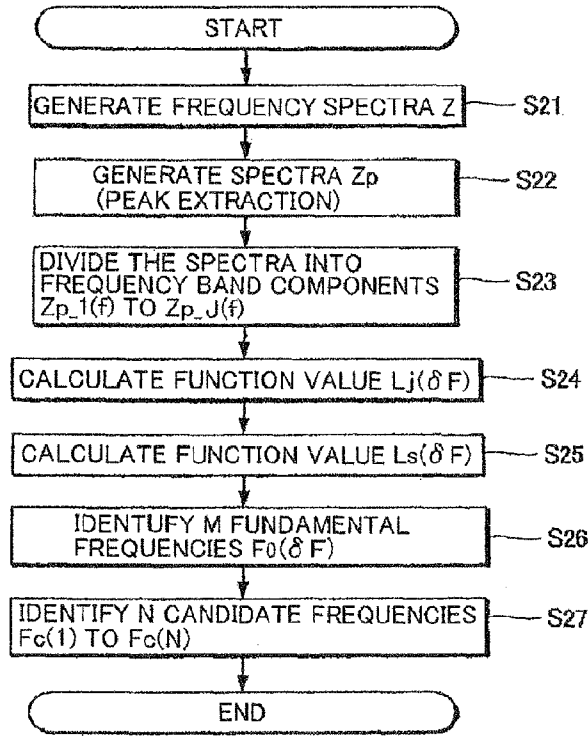 START
GENERATE FREQUENCY SPECTRA Z
S21
GENERATE SPECTRA Zp
(PEAK EXTRACTION)
S22
DIVIDE THE SPECTRA INTO
FREQUENCY BAND COMPONENTS
Zp_1(f) TO Zp_J(f)
S23
CALCULATE FUNCTION VALUE Lj(δF)
S24
CALCULATE FUNCTION VALUE Ls(δF)
S25
IDENTUFY M FUNDAMENTAL
FREQUENCIES F0(δF)
S26
IDENTIFY N CANDIDATE FREQUENCIES
Fc(1) TO Fc(N)
S27
END